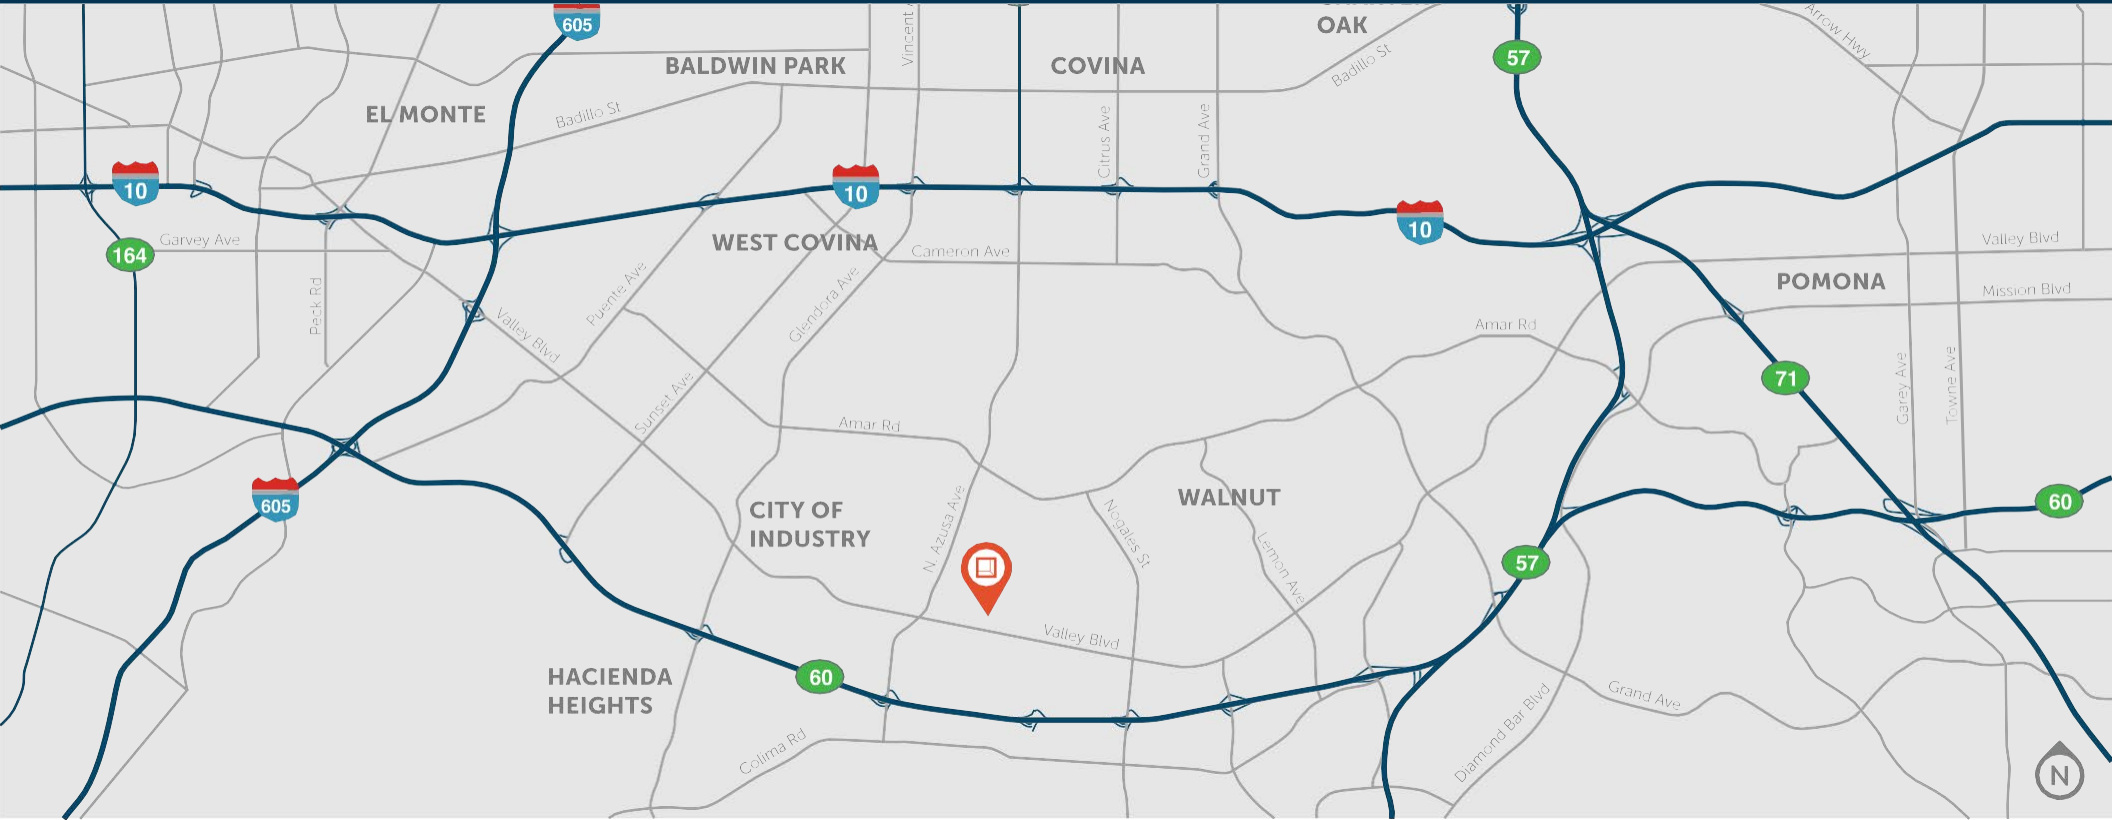 605
Vincent
OAK
57
Arrow Hwy
BALDWIN PARK
COVINA
Badillo St
EL MONTE
Badillo St
Citrus Ave
Grand Ave
10
10
10
164
Garvey Ave
WEST COVINA
Cameron Ave
Valley Blvd
POMONA
Mission Blvd
Peck Rd
Puente Ave
Glendora Ave
Valley Blvd
Amar Rd
71
Garey Ave
Towne Ave
Sunset Ave
Amar Rd
605
CITY OF
INDUSTRY
N. Azusa Ave
Nogales St
WALNUT
Lemon Ave
60
57
Valley Blvd
HACIENDA
HEIGHTS
60
Colima Rd
Diamond Bar Blvd
Grand Ave
N